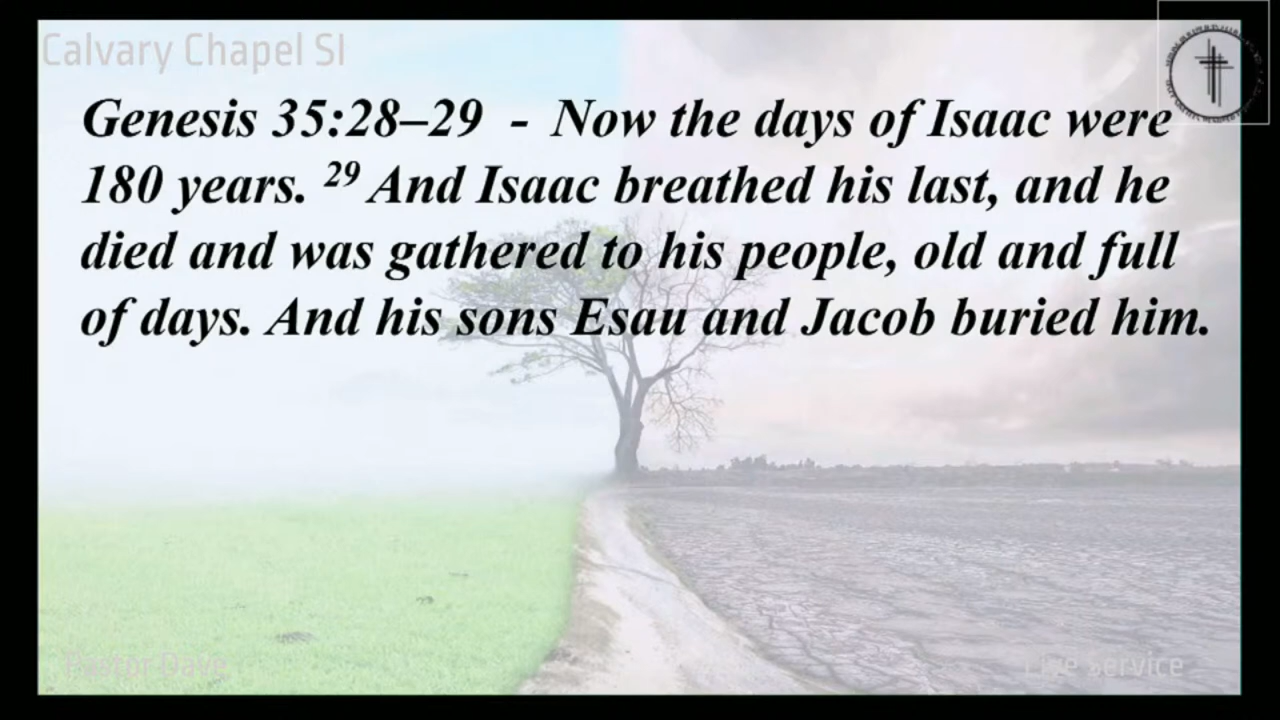 Calvary Chapel SI
Genesis 35:28–29 - Now the days of Isaac were
180 years. 29 And Isaac breathed his last, and he
died and was gathered to his people, old and full
of days. And his sons Esau and Jacob buried him.
Pastor Dave
Live Service